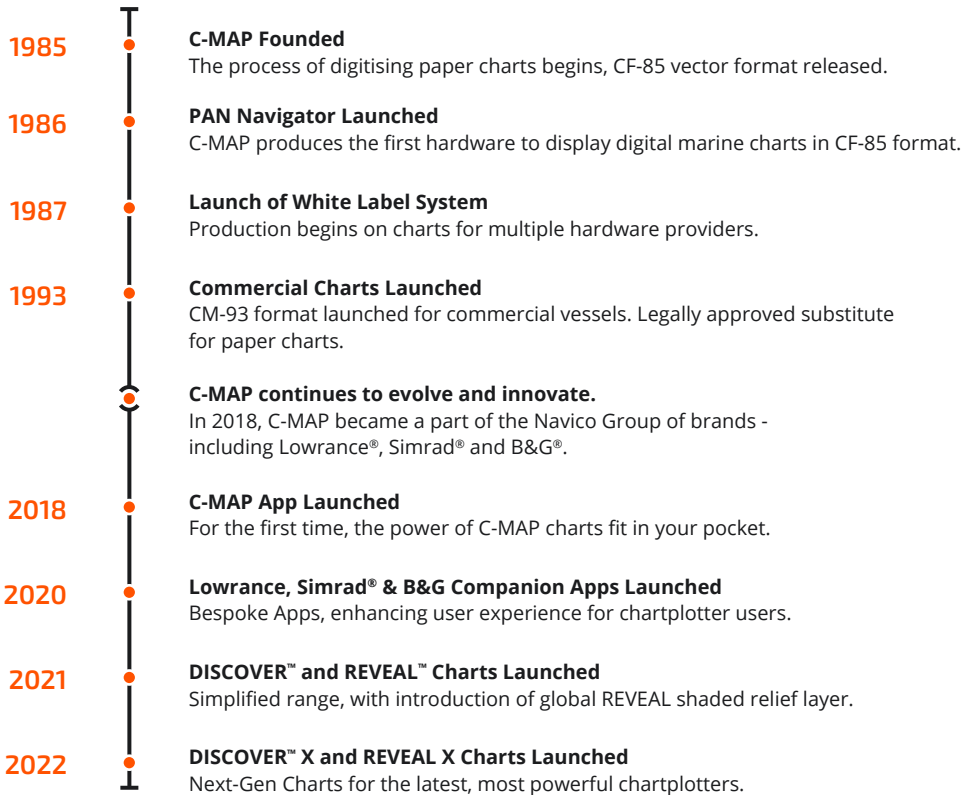 1985
C-MAP Founded
The process of digitising paper charts begins, CF-85 vector format released.
1986
PAN Navigator Launched
C-MAP produces the first hardware to display digital marine charts in CF-85 format.
1987
Launch of White Label System
Production begins on charts for multiple hardware providers.
1993
Commercial Charts Launched
CM-93 format launched for commercial vessels. Legally approved substitute
for paper charts.
C-MAP continues to evolve and innovate.
In 2018, C-MAP became a part of the Navico Group of brands -
including Lowrance®, Simrad® and B&G®.
2018
C-MAP App Launched
For the first time, the power of C-MAP charts fit in your pocket.
2020
Lowrance, Simrad® & B&G Companion Apps Launched
Bespoke Apps, enhancing user experience for chartplotter users.
2021
DISCOVER™ and REVEAL™ Charts Launched
Simplified range, with introduction of global REVEAL shaded relief layer.
2022
DISCOVER™ X and REVEAL X Charts Launched
Next-Gen Charts for the latest, most powerful chartplotters.